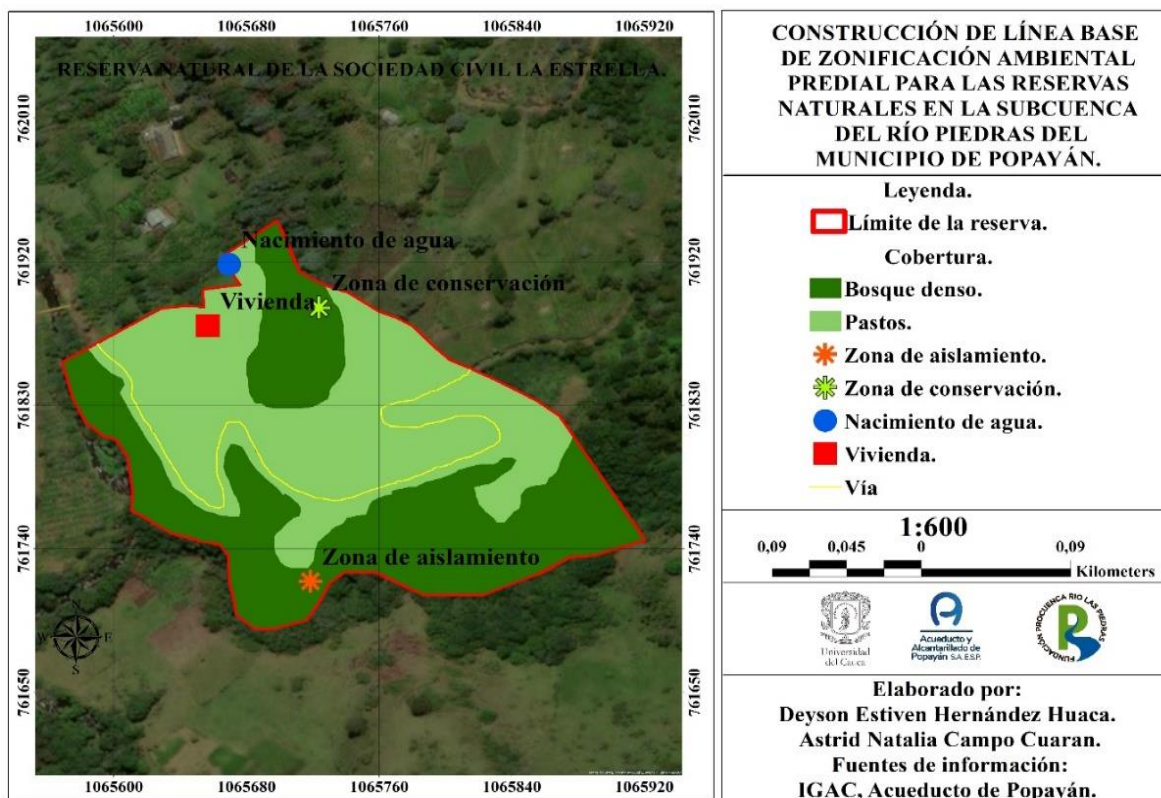 1065600 1065680 1065760 1065840 1065920
RESERVA NATURAL DE LA SOCIEDAD CIVIL LA ESTRELLA.
762010
762010
761920
761920
761830
761830
761740
761740
761650
761650
Nacimiento de agua
Zona de conservación
Vivienda
Zona de aislamiento
N
W E
S
1065600 1065680 1065760 1065840 1065920
CONSTRUCCIÓN DE LÍNEA BASE
DE ZONIFICACIÓN AMBIENTAL
PREDIAL PARA LAS RESERVAS
NATURALES EN LA SUBCUENCA
DEL RÍO PIEDRAS DEL
MUNICIPIO DE POPAYÁN.
Leyenda.
Límite de la reserva.
Cobertura.
Bosque denso.
Pastos.
Zona de aislamiento.
Zona de conservación.
Nacimiento de agua.
Vivienda.
Vía
1:600
0,09 0,045 0 0,09
Kilometers
Universidad
del Cauca
Acueducto y
Alcantarillado de
Popayán S.A.E.S.P.
FUNDACIÓN PROCUENCA RIO LAS PIEDRAS
Elaborado por:
Deyson Estiven Hernández Huaca.
Astrid Natalia Campo Cuaran.
Fuentes de información:
IGAC, Acueducto de Popayán.